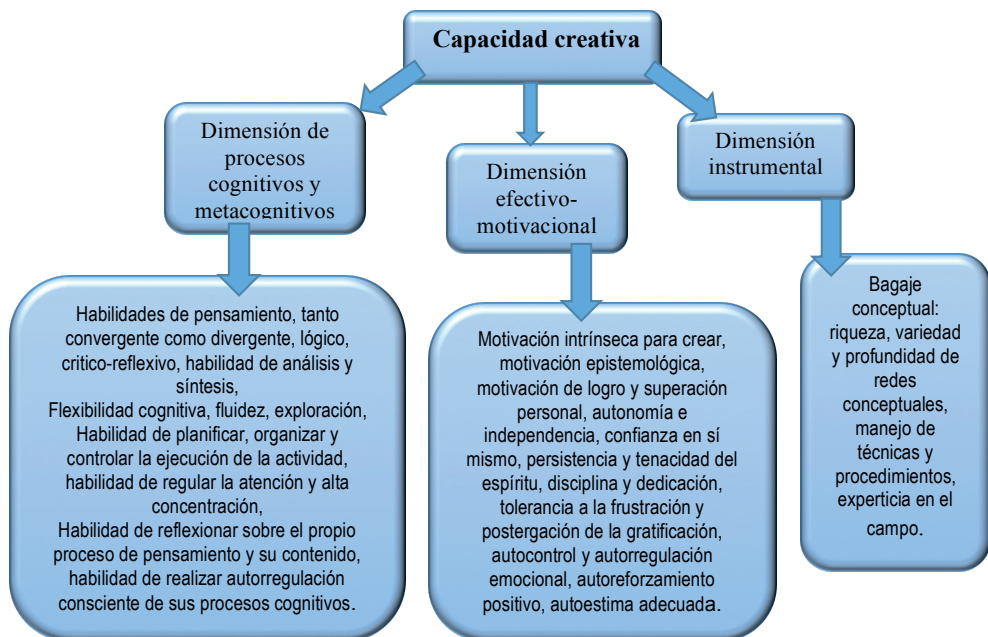 Capacidad creativa
Dimensión de
procesos
cognitivos y
metacognitivos
Dimensión
efectivo-
motivacional
Dimensión
instrumental
Habilidades de pensamiento, tanto
convergente como divergente, lógico,
critico-reflexivo, habilidad de análisis y
síntesis,
Flexibilidad cognitiva, fluidez, exploración,
Habilidad de planificar, organizar y
controlar la ejecución de la actividad,
habilidad de regular la atención y alta
concentración,
Habilidad de reflexionar sobre el propio
proceso de pensamiento y su contenido,
habilidad de realizar autorregulación
consciente de sus procesos cognitivos.
Motivación intrínseca para crear,
motivación epistemológica,
motivación de logro y superación
personal, autonomía e
independencia, confianza en sí
mismo, persistencia y tenacidad del
espíritu, disciplina y dedicación,
tolerancia a la frustración y
postergación de la gratificación,
autocontrol y autorregulación
emocional, autoreforzamiento
positivo, autoestima adecuada.
Bagaje
conceptual:
riqueza, variedad
y profundidad de
redes
conceptuales,
manejo de
técnicas y
procedimientos,
experticia en el
campo.